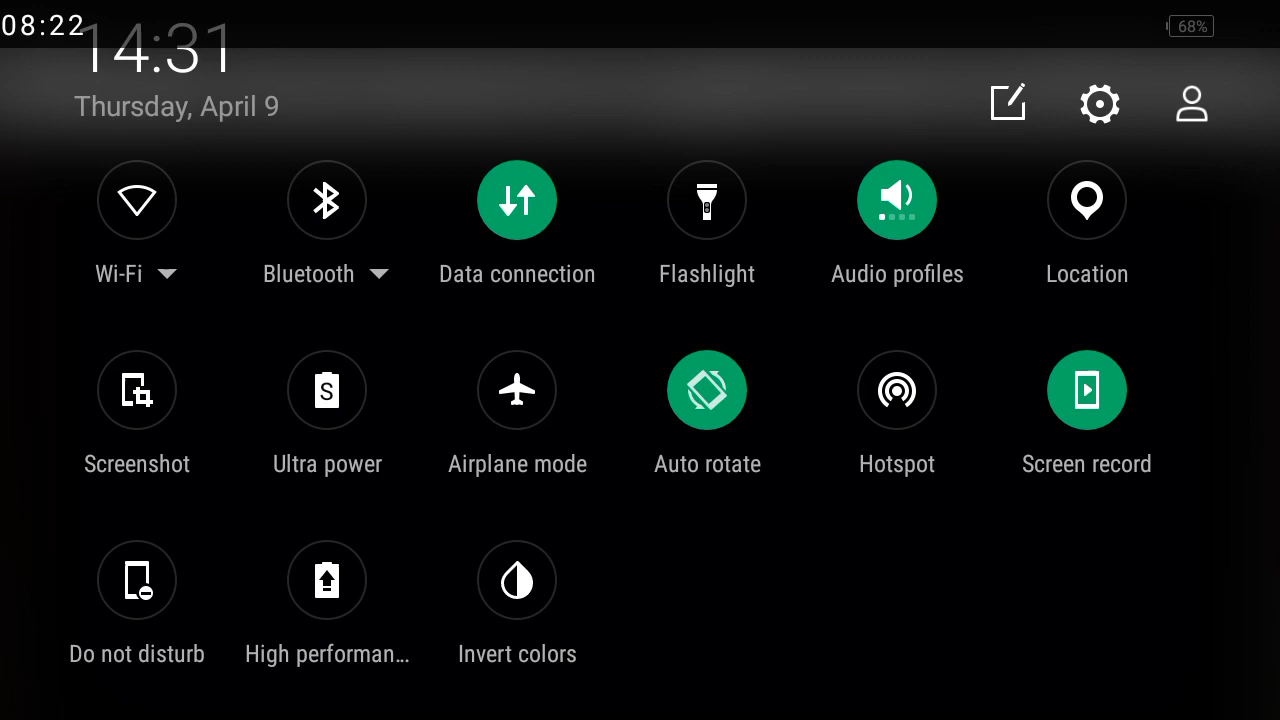 08:22
68%
14:31
Thursday, April 9
Wi-Fi Bluetooth Data connection Flashlight Audio profiles Location
S
Screenshot Ultra power Airplane mode Auto rotate Hotspot Screen record
Do not disturb High performan... Invert colors